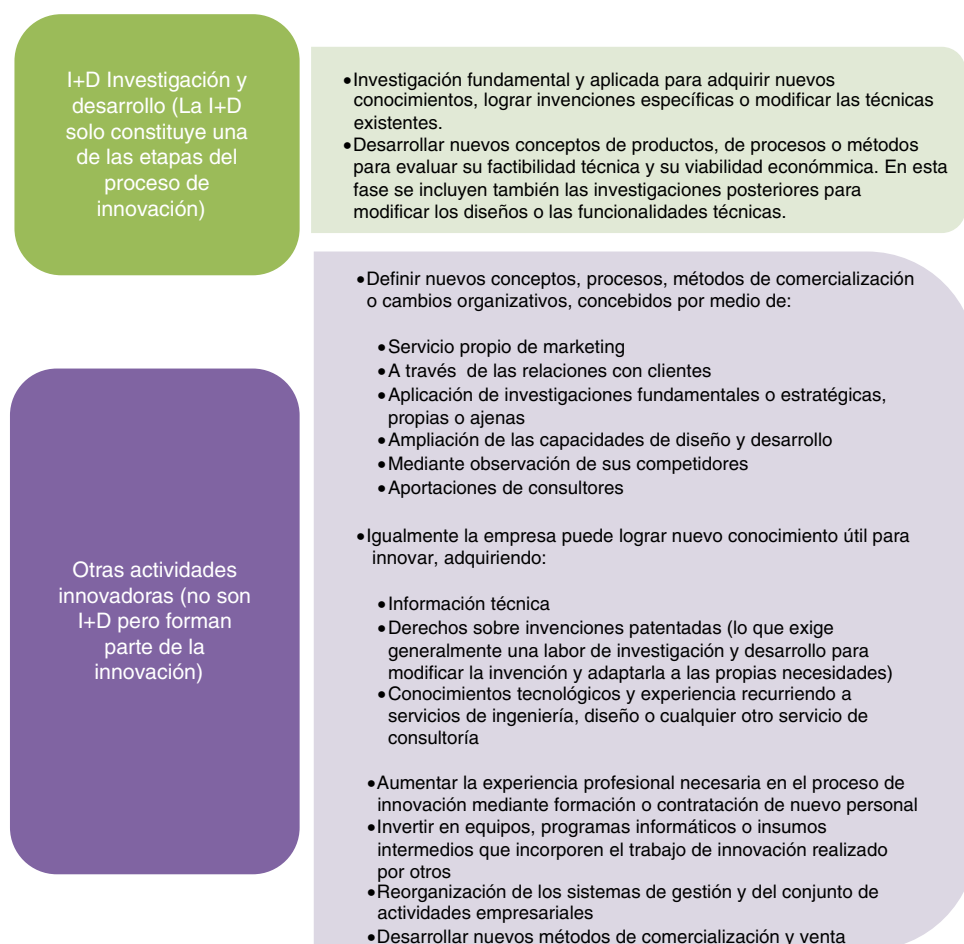 I+D Investigación y
desarrollo (La I+D
solo constituye una
de las etapas del
proceso de
innovación)
•Investigación fundamental y aplicada para adquirir nuevos
conocimientos, lograr invenciones específicas o modificar las técnicas
existentes.
•Desarrollar nuevos conceptos de productos, de procesos o métodos
para evaluar su factibilidad técnica y su viabilidad económmica. En esta
fase se incluyen también las investigaciones posteriores para
modificar los diseños o las funcionalidades técnicas.
Otras actividades
innovadoras (no son
I+D pero forman
parte de la
innovación)
•Definir nuevos conceptos, procesos, métodos de comercialización
o cambios organizativos, concebidos por medio de:
•Servicio propio de marketing
•A través de las relaciones con clientes
•Aplicación de investigaciones fundamentales o estratégicas,
propias o ajenas
•Ampliación de las capacidades de diseño y desarrollo
•Mediante observación de sus competidores
•Aportaciones de consultores
•Igualmente la empresa puede lograr nuevo conocimiento útil para
innovar, adquiriendo:
•Información técnica
•Derechos sobre invenciones patentadas (lo que exige
generalmente una labor de investigación y desarrollo para
modificar la invención y adaptarla a las propias necesidades)
•Conocimientos tecnológicos y experiencia recurriendo a
servicios de ingeniería, diseño o cualquier otro servicio de
consultoría
•Aumentar la experiencia profesional necesaria en el proceso de
innovación mediante formación o contratación de nuevo personal
•Invertir en equipos, programas informáticos o insumos
intermedios que incorporen el trabajo de innovación realizado
por otros
•Reorganización de los sistemas de gestión y del conjunto de
actividades empresariales
•Desarrollar nuevos métodos de comercialización y venta